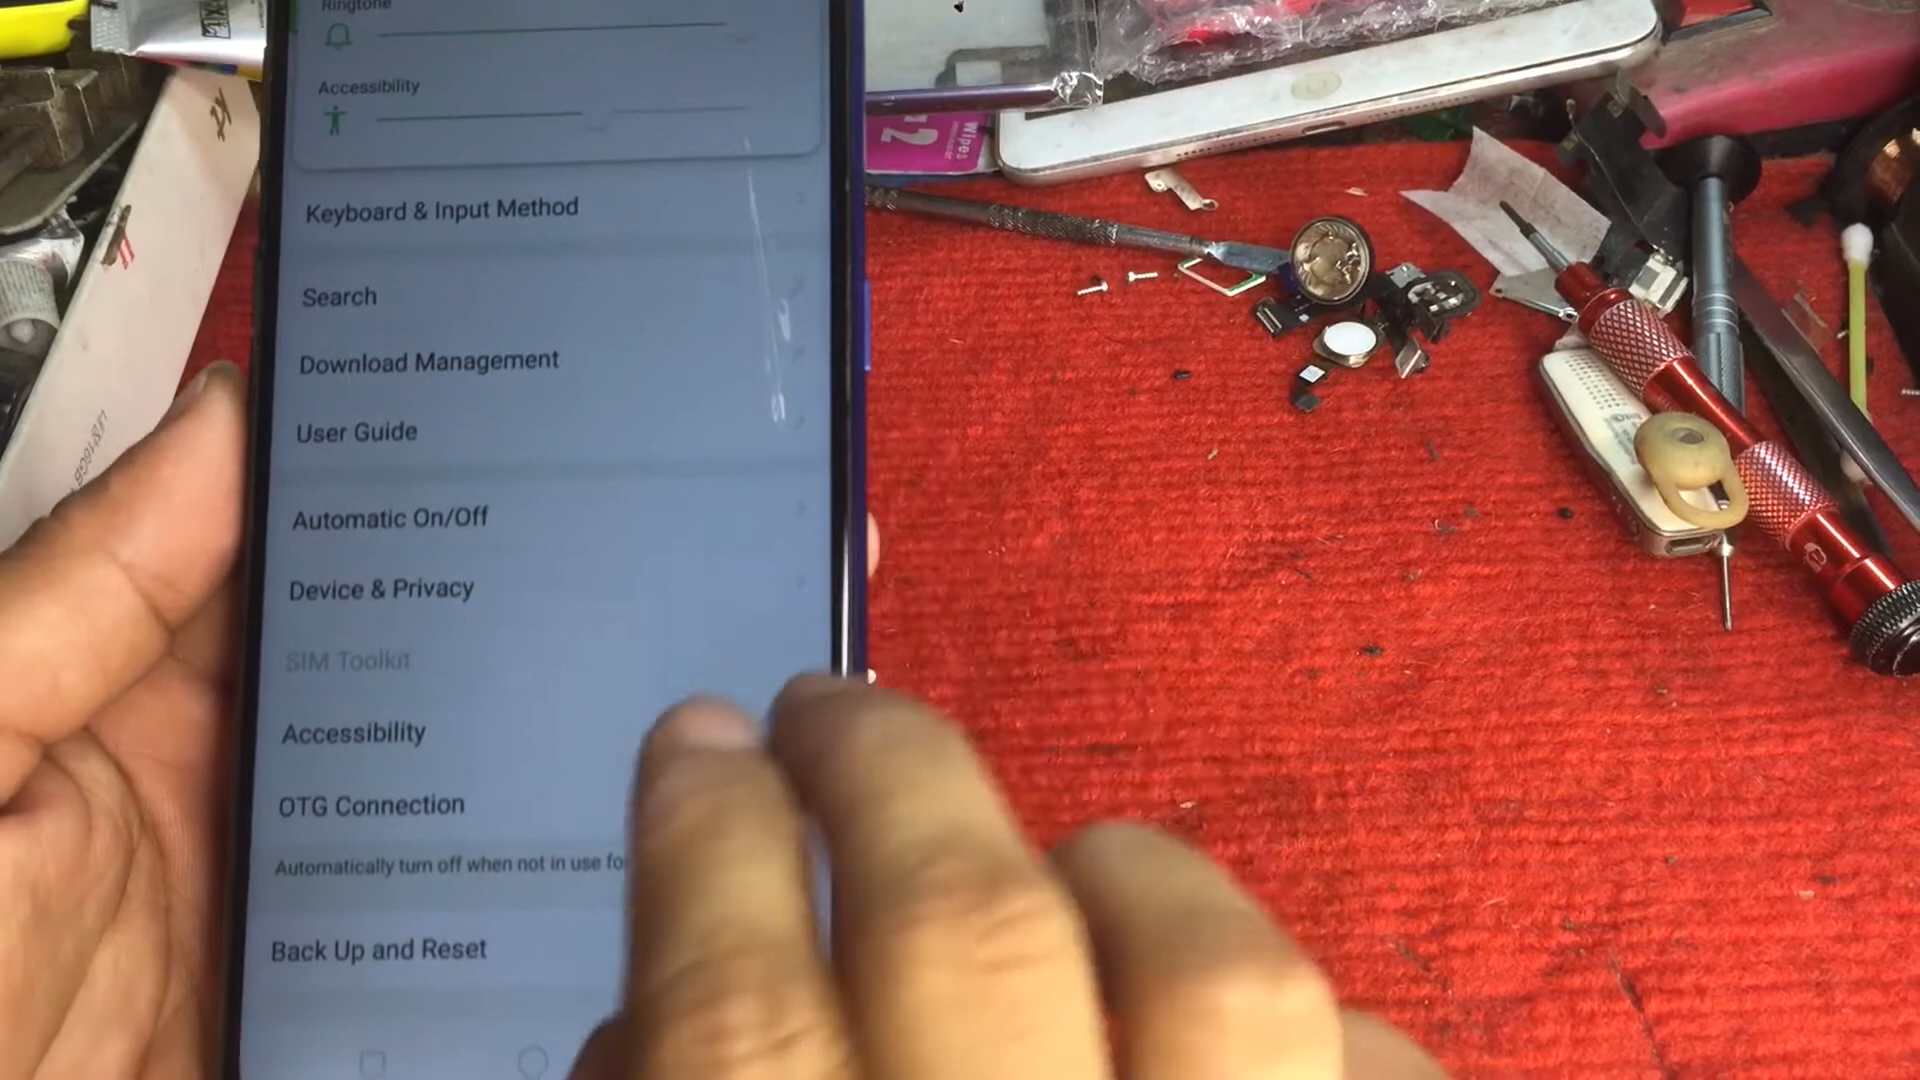 Ringtone
Accessibility
Keyboard & Input Method
Search
Download Management
User Guide
Automatic On/Off
Device & Privacy
SIM Toolkit
Accessibility
OTG Connection
Automatically turn off when not in use fo
Back Up and Reset
2
Wipes